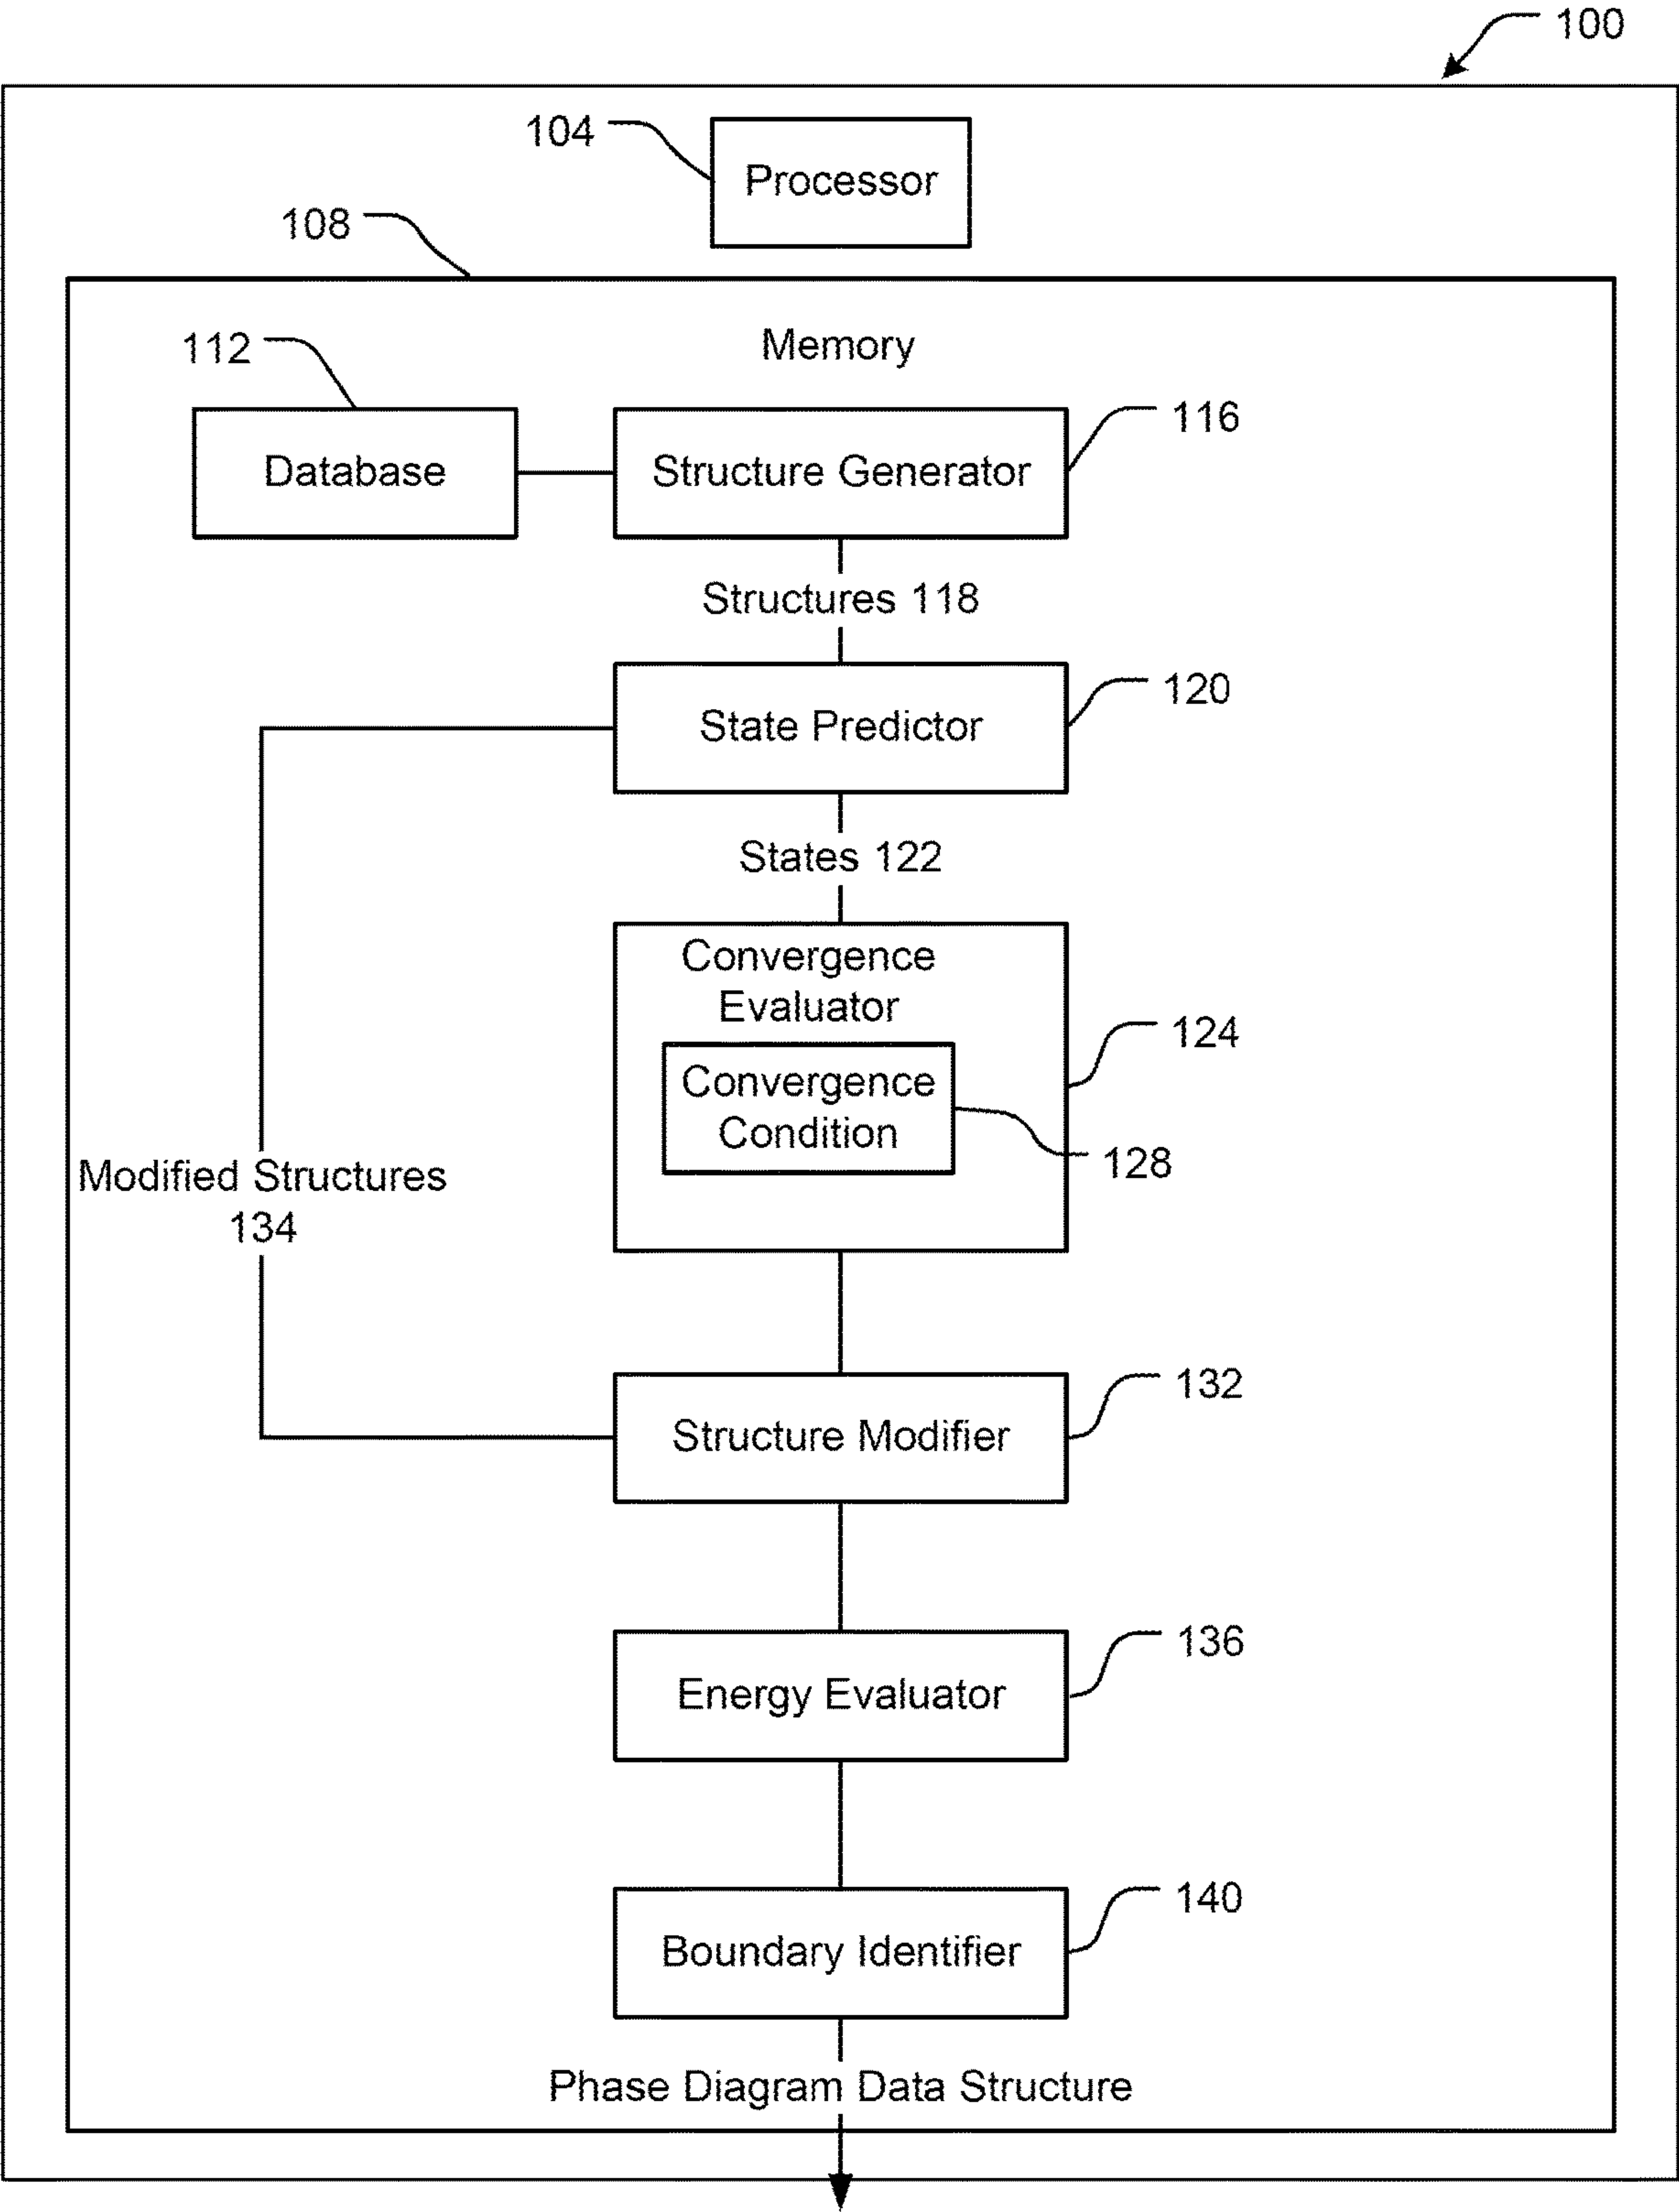 100
104
Processor
108
Memory
112
116
Database
Structure Generator
Structures 118
120
State Predictor
States 122
Convergence
Evaluator
124
Convergence
Condition
128
Modified Structures
134
132
Structure Modifier
136
Energy Evaluator
140
Boundary Identifier
Phase Diagram Data Structure